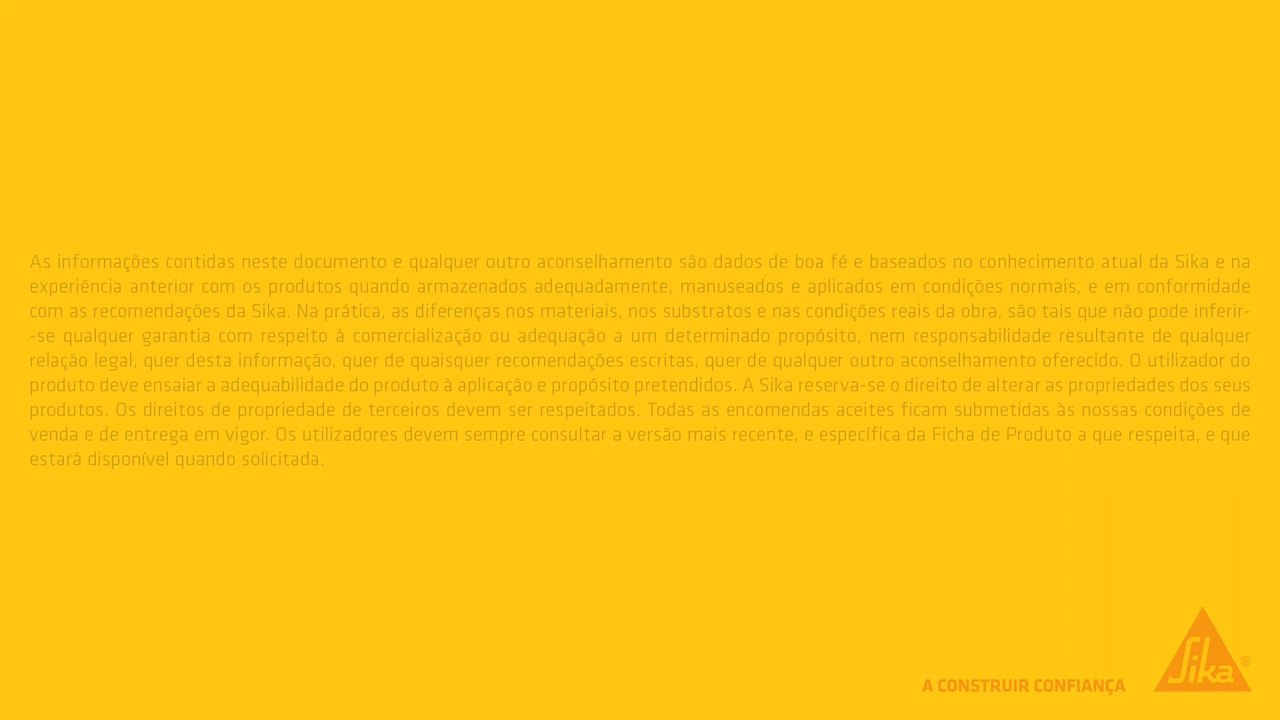 As informações contidas neste documento e qualquer outro aconselhamento são dados de boa fé e baseados no conhecimento atual da Sika e na
experiência anterior com os produtos quando armazenados adequadamente, manuseados e aplicados em condições normais, e em conformidade
com as recomendações da Sika. Na prática, as diferenças nos materiais, nos substratos e nas condições reais da obra, são tais que não pode inferir-
-se qualquer garantia com respeito à comercialização ou adequação a um determinado propósito, nem responsabilidade resultante de qualquer
relação legal, quer desta informação, quer de quaisquer recomendações escritas, quer de qualquer outro aconselhamento oferecido. O utilizador do
produto deve ensaiar a adequabilidade do produto à aplicação e propósito pretendidos. A Sika reserva-se o direito de alterar as propriedades dos seus
produtos. Os direitos de propriedade de terceiros devem ser respeitados. Todas as encomendas aceites ficam submetidas às nossas condições de
venda e de entrega em vigor. Os utilizadores devem sempre consultar a versão mais recente, e específica da Ficha de Produto a que respeita, e que
estará disponível quando solicitada.
A CONSTRUIR CONFIANÇA
Sika®